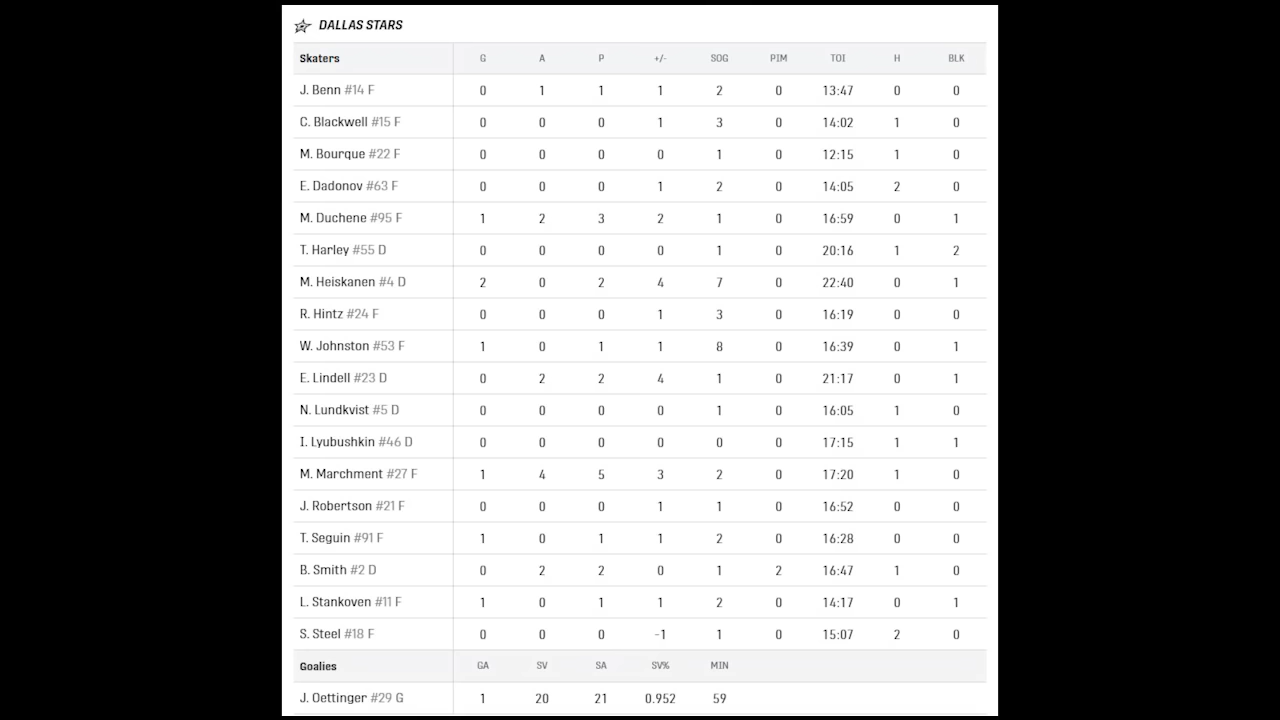 DALLAS STARS
Skaters G A P +/- SOG PIM TOI H BLK
J. Benn #14 F 0 1 1 1 2 0 13:47 0 0
C. Blackwell #15 F 0 0 0 1 3 0 14:02 1 0
M. Bourque #22 F 0 0 0 0 1 0 12:15 1 0
E. Dadonov #63 F 0 0 0 1 2 0 14:05 2 0
M. Duchene #95 F 1 2 3 2 1 0 16:59 0 1
T. Harley #55 D 0 0 0 0 1 0 20:16 1 2
M. Heiskanen #4 D 2 0 2 4 7 0 22:40 0 1
R. Hintz #24 F 0 0 0 1 3 0 16:19 0 0
W. Johnston #53 F 1 0 1 1 8 0 16:39 0 1
E. Lindell #23 D 0 2 2 4 1 0 21:17 0 1
N. Lundkvist #5 D 0 0 0 0 1 0 16:05 1 0
I. Lyubushkin #46 D 0 0 0 0 0 0 17:15 1 1
M. Marchment #27 F 1 4 5 3 2 0 17:20 1 0
J. Robertson #21 F 0 0 0 1 1 0 16:52 0 0
T. Seguin #91 F 1 0 1 1 2 0 16:28 0 0
B. Smith #2 D 0 2 2 0 1 2 16:47 1 0
L. Stankoven #11 F 1 0 1 1 2 0 14:17 0 1
S. Steel #18 F 0 0 0 -1 1 0 15:07 2 0
Goalies GA SV SA SV% MIN
J. Oettinger #29 G 1 20 21 0.952 59